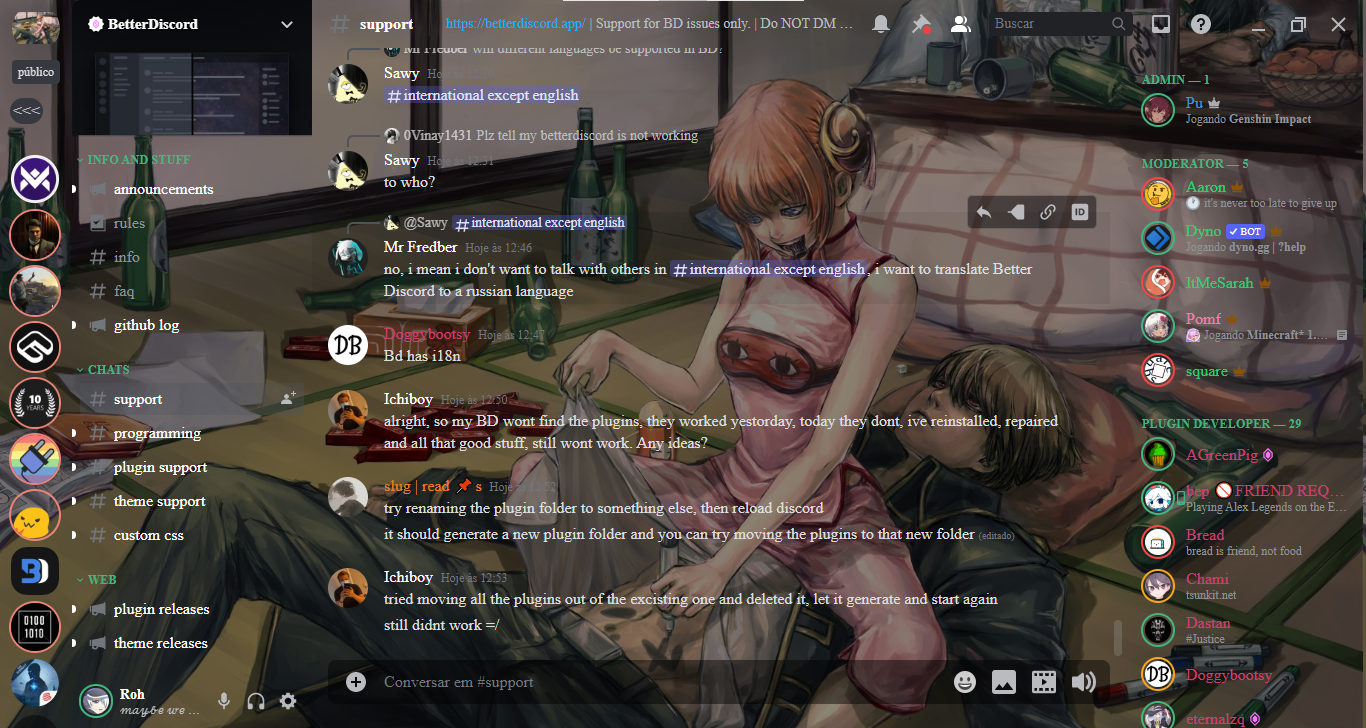 público
<<<
10
YEARS
0100
1010
BetterDiscord
INFO AND STUFF
announcements
rules
info
faq
github log
CHATS
support
programming
plugin support
theme support
custom css
WEB
plugin releases
theme releases
Roh
maybe we ...
support
https://betterdiscord.app/ | Support for BD issues only. | Do NOT DM ...
Buscar
Mr Fredber will different languages be supported in BD?
Sawy Hoje às
#international except english
0Vinay1431 Plz tell my betterdiscord is not working
Sawy Hoje às 12:31
to who?
@Sawy #international except english
Mr Fredber Hoje às 12:46
no, i mean i don't want to talk with others in #international except english, i want to translate Better
Discord to a russian language
DB Doggybootsy Hoje às 12:47
Bd has i18n
Ichiboy Hoje às 12:50
alright, so my BD wont find the plugins, they worked yesterday, today they dont, ive reinstalled, repaired
and all that good stuff, still wont work. Any ideas?
slug | read 📌 s Hoje às 12:52
try renaming the plugin folder to something else, then reload discord
it should generate a new plugin folder and you can try moving the plugins to that new folder (editado)
Ichiboy Hoje às 12:53
tried moving all the plugins out of the excisting one and deleted it, let it generate and start again
still didnt work =/
Conversar em #support
ID
ADMIN — 1
Pu
Jogando Genshin Impact
MODERATOR — 5
Aaron
it's never too late to give up
Dyno ✓ BOT
Jogando dyno.gg | ?help
ItMeSarah
Pomf
Jogando Minecraft* 1....
square
PLUGIN DEVELOPER — 29
AGreenPig
bep 🚫 FRIEND REQ...
Playing Alex Legends on the E...
Bread
bread is friend, not food
Chami
tsunkit.net
Dastan
#Justice
DB Doggybootsy
eternalzq